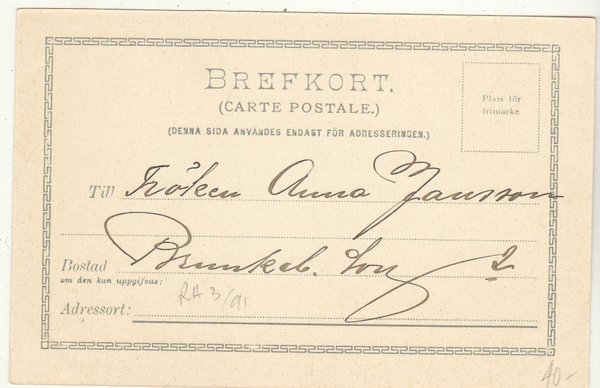 BREFKORT.
(CARTE POSTALE.)
(DENNA SIDA ANVÄNDES ENDAST FÖR ADRESSERINGEN.)
Plats för
frimärke
Till Fröken Anna Jansson
Bostad Brunkeb. Torg 2
om den kan uppgifvas:
Adressort:
RH 3/91
40-